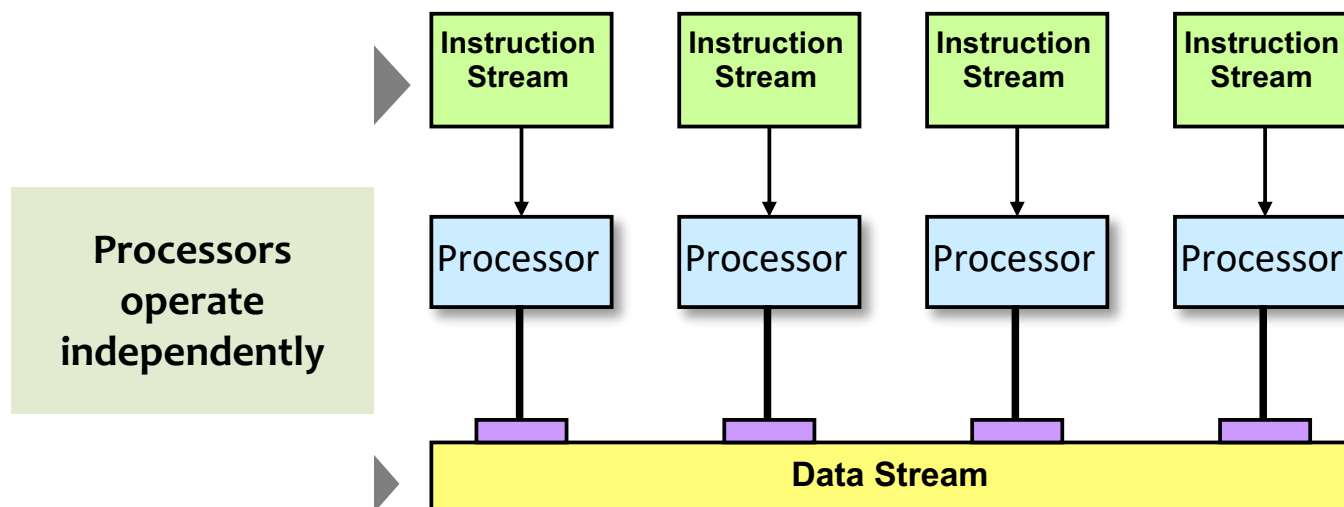 Instruction Stream
Instruction Stream
Instruction Stream
Instruction Stream
Processors
operate
independently
Processor
Processor
Processor
Processor
Data Stream